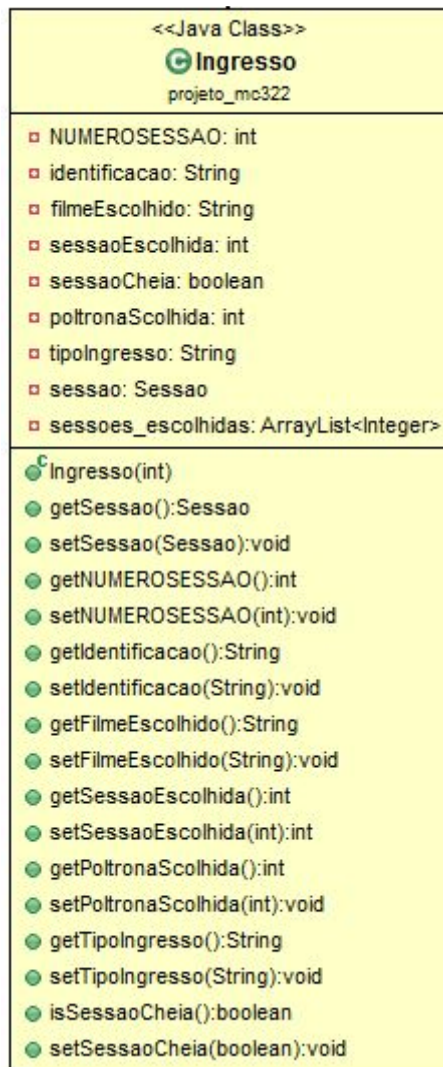 <<Java Class>>
C Ingresso
projeto_mc322
NUMEROSESSAO: int
identificacao: String
filmeEscolhido: String
sessaoEscolhida: int
sessaoCheia: boolean
poltronaScolhida: int
tipoIngresso: String
sessao: Sessao
sessoes_escolhidas: ArrayList<Integer>
C Ingresso(int)
getSessao():Sessao
setSessao(Sessao):void
getNUMEROSESSAO():int
setNUMEROSESSAO(int):void
getIdentificacao():String
setIdentificacao(String):void
getFilmeEscolhido():String
setFilmeEscolhido(String):void
getSessaoEscolhida():int
setSessaoEscolhida(int):int
getPoltronaScolhida():int
setPoltronaScolhida(int):void
getTipoIngresso():String
setTipoIngresso(String):void
isSessaoCheia():boolean
setSessaoCheia(boolean):void